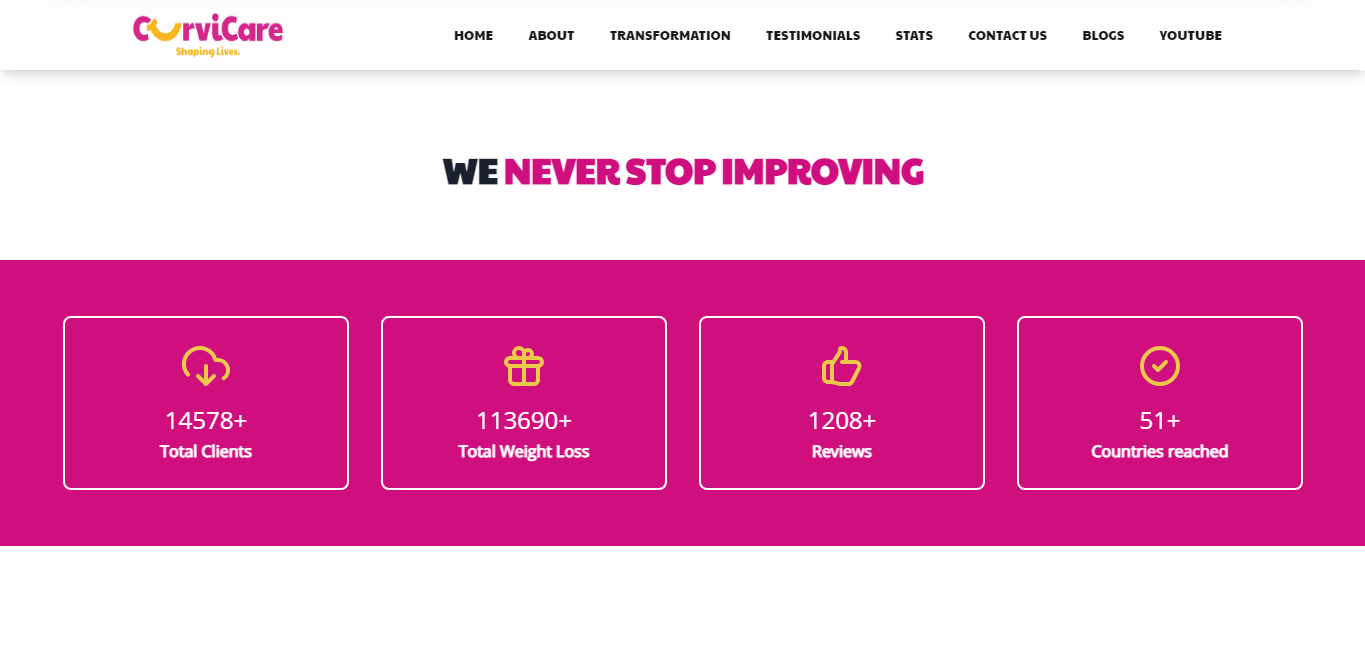 CurviCare
Shaping Lives.
HOME ABOUT TRANSFORMATION TESTIMONIALS STATS CONTACT US BLOGS YOUTUBE
WE NEVER STOP IMPROVING
14578+ 113690+ 1208+ 51+
Total Clients Total Weight Loss Reviews Countries reached